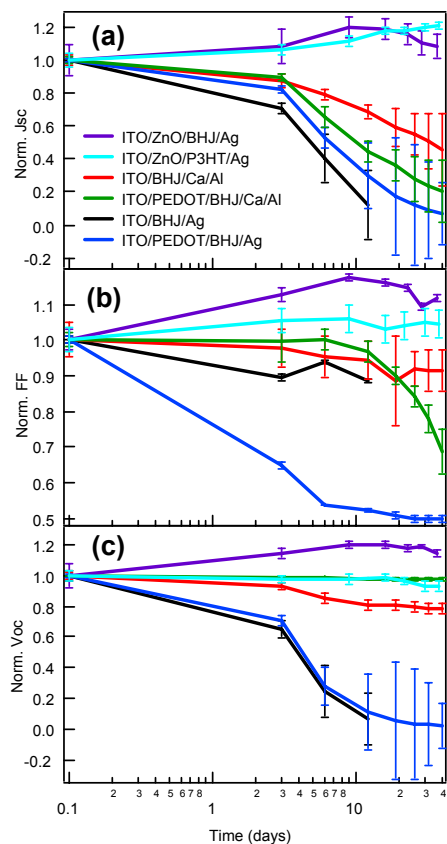 (a)
Norm. Jsc
1.2
1.0
0.8
0.6
0.4
0.2
0.0
-0.2
ITO/ZnO/BHJ/Ag
ITO/ZnO/P3HT/Ag
ITO/BHJ/Ca/Al
ITO/PEDOT/BHJ/Ca/Al
ITO/BHJ/Ag
ITO/PEDOT/BHJ/Ag
(b)
Norm. FF
1.1
1.0
0.9
0.8
0.7
0.6
0.5
(c)
Norm. Voc
1.2
1.0
0.8
0.6
0.4
0.2
0.0
-0.2
0.1 2 3 4 5 6 7 8 1 2 3 4 5 6 7 8 10 2 3 4
Time (days)